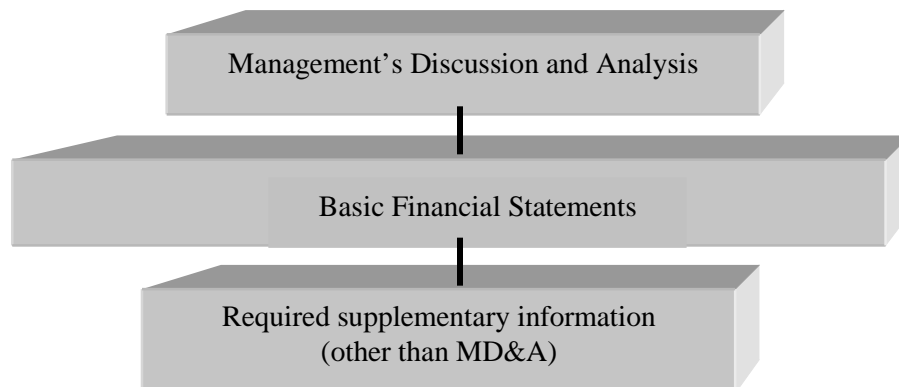 Management’s Discussion and Analysis
Basic Financial Statements
Required supplementary information
(other than MD&A)